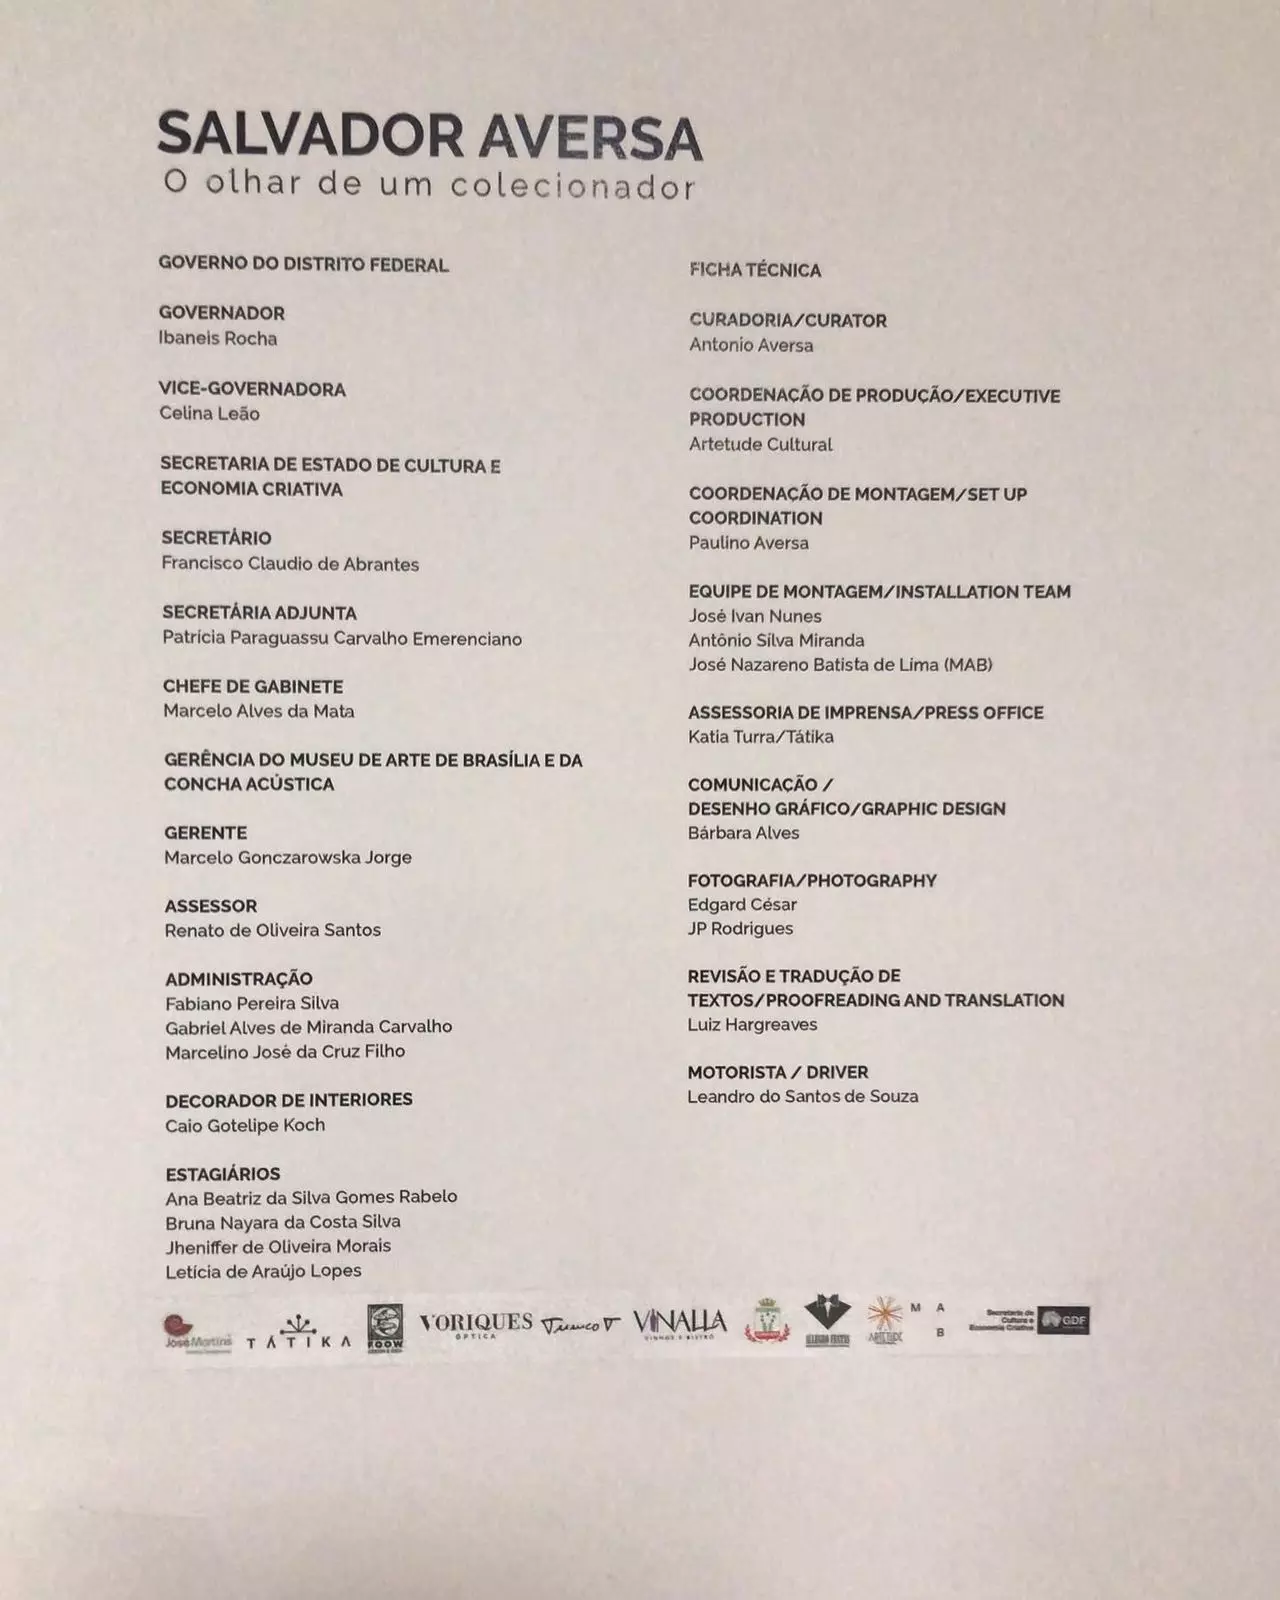 SALVADOR AVERSA
O olhar de um colecionador
GOVERNO DO DISTRITO FEDERAL
GOVERNADOR
Ibaneis Rocha
VICE-GOVERNADORA
Celina Leão
SECRETARIA DE ESTADO DE CULTURA E
ECONOMIA CRIATIVA
SECRETÁRIO
Francisco Claudio de Abrantes
SECRETÁRIA ADJUNTA
Patrícia Paraguassu Carvalho Emerenciano
CHEFE DE GABINETE
Marcelo Alves da Mata
GERÊNCIA DO MUSEU DE ARTE DE BRASÍLIA E DA
CONCHA ACÚSTICA
GERENTE
Marcelo Gonczarowska Jorge
ASSESSOR
Renato de Oliveira Santos
ADMINISTRAÇÃO
Fabiano Pereira Silva
Gabriel Alves de Miranda Carvalho
Marcelino José da Cruz Filho
DECORADOR DE INTERIORES
Caio Gotelipe Koch
ESTAGIÁRIOS
Ana Beatriz da Silva Gomes Rabelo
Bruna Nayara da Costa Silva
Jheniffer de Oliveira Morais
Letícia de Araújo Lopes
FICHA TÉCNICA
CURADORIA/CURATOR
Antonio Aversa
COORDENAÇÃO DE PRODUÇÃO/EXECUTIVE
PRODUCTION
Artetude Cultural
COORDENAÇÃO DE MONTAGEM/SET UP
COORDINATION
Paulino Aversa
EQUIPE DE MONTAGEM/INSTALLATION TEAM
José Ivan Nunes
Antônio Silva Miranda
José Nazareno Batista de Lima (MAB)
ASSESSORIA DE IMPRENSA/PRESS OFFICE
Katia Turra/Tátika
COMUNICAÇÃO /
DESENHO GRÁFICO/GRAPHIC DESIGN
Bárbara Alves
FOTOGRAFIA/PHOTOGRAPHY
Edgard César
JP Rodrigues
REVISÃO E TRADUÇÃO DE
TEXTOS/PROOFREADING AND TRANSLATION
Luiz Hargreaves
MOTORISTA / DRIVER
Leandro do Santos de Souza
José Martins
TÁTIKA
VORIQUES
ÓPTICA
VINALLA
VINHOS E BISTRÔ
ARTETUDE
M A
B
Secretaria de
Cultura e
Economia Criativa
GDF